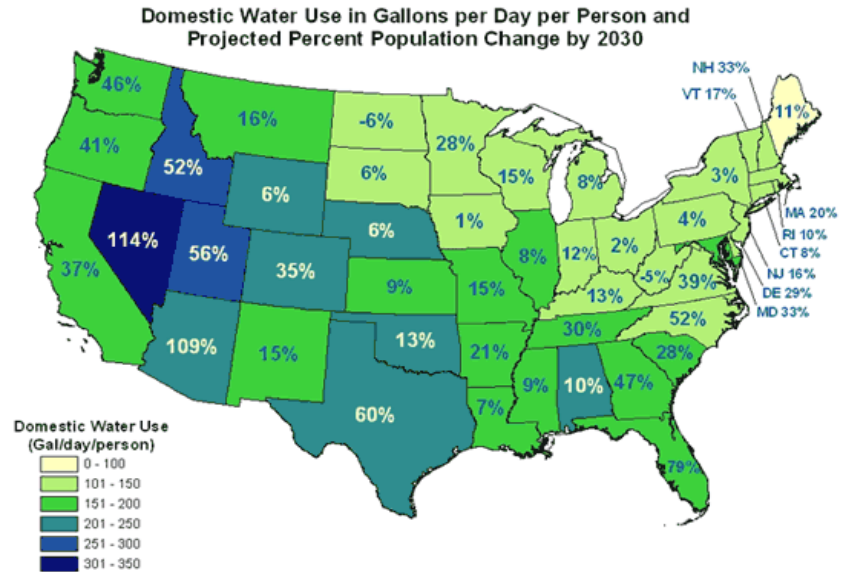 Domestic Water Use in Gallons per Day per Person and
Projected Percent Population Change by 2030
NH 33%
VT 17%
46%
16%
-6%
28%
11%
41%
52%
6%
6%
15%
8%
3%
MA 20%
RI 10%
CT 8%
NJ 16%
DE 29%
MD 33%
114%
56%
6%
1%
4%
37%
35%
9%
15%
8%
12%
2%
-5%
39%
13%
52%
109%
15%
13%
21%
30%
28%
60%
7%
9%
10%
47%
79%
Domestic Water Use
(Gal/day/person)
0 - 100
101 - 150
151 - 200
201 - 250
251 - 300
301 - 350